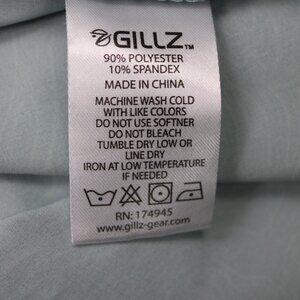 GILLZ™
90% POLYESTER
10% SPANDEX
MADE IN CHINA
MACHINE WASH COLD
WITH LIKE COLORS
DO NOT USE SOFTNER
DO NOT BLEACH
TUMBLE DRY LOW OR
LINE DRY
IRON AT LOW TEMPERATURE
IF NEEDED
RN: 174945
www.gillz-gear.com